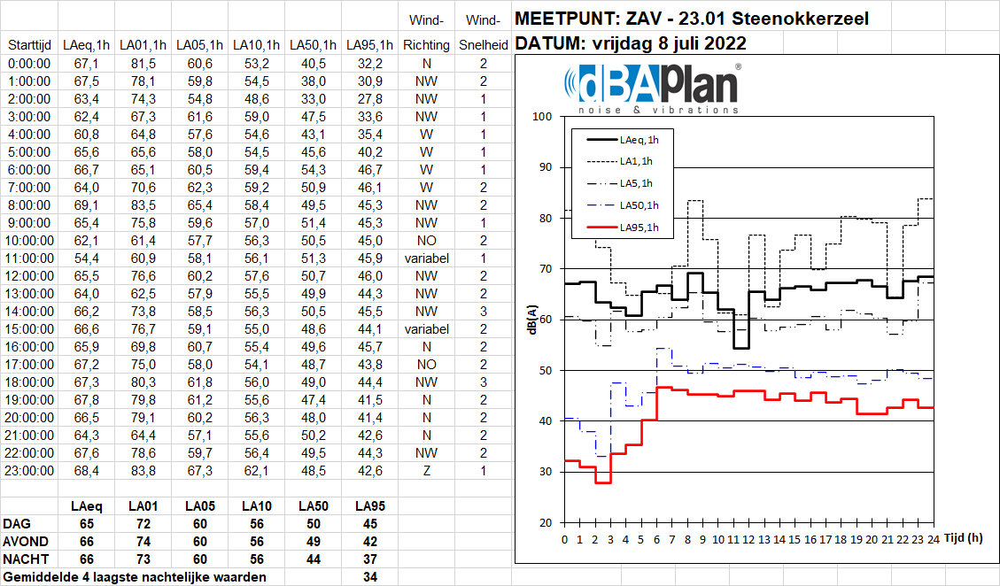 Wind- Wind- MEETPUNT: ZAV - 23.01 Steenokkerzeel
Starttijd LAeq,1h LA01,1h LA05,1h LA10,1h LA50,1h LA95,1h Richting Snelheid DATUM: vrijdag 8 juli 2022
0:00:00 67,1 81,5 60,6 53,2 40,5 32,2 N 2
1:00:00 67,5 78,1 59,8 54,5 38,0 30,9 NW 2
2:00:00 63,4 74,3 54,8 48,6 33,0 27,8 NW 1
3:00:00 62,4 67,3 61,6 59,0 47,5 33,6 NW 1
4:00:00 60,8 64,8 57,6 54,6 43,1 35,4 W 1
5:00:00 65,6 65,6 58,0 54,5 45,6 40,2 W 1
6:00:00 66,7 65,1 60,5 59,4 54,3 46,7 W 1
7:00:00 64,0 70,6 62,3 59,2 50,9 46,1 W 2
8:00:00 69,1 83,5 65,4 58,4 49,5 45,3 NW 2
9:00:00 65,4 75,8 59,6 57,0 51,4 45,3 NW 1
10:00:00 62,1 61,4 57,7 56,3 50,5 45,0 NO 2
11:00:00 54,4 60,9 58,1 56,1 51,3 45,9 variabel 1
12:00:00 65,5 76,6 60,2 57,6 50,7 46,0 NW 2
13:00:00 64,0 62,5 57,9 55,5 49,9 44,3 NW 2
14:00:00 66,2 73,8 58,5 56,3 50,5 45,5 NW 3
15:00:00 66,6 76,7 59,1 55,0 48,6 44,1 variabel 2
16:00:00 65,9 69,8 60,7 55,4 49,6 45,7 N 2
17:00:00 67,2 75,0 58,0 54,1 48,7 43,8 NO 2
18:00:00 67,3 80,3 61,8 56,0 49,0 44,4 NW 3
19:00:00 67,8 79,8 61,2 55,6 47,4 41,5 N 2
20:00:00 66,5 79,1 60,2 56,3 48,0 41,4 N 2
21:00:00 64,3 64,4 57,1 55,6 50,2 42,6 N 2
22:00:00 67,6 78,6 59,7 56,4 49,5 44,3 NW 2
23:00:00 68,4 83,8 67,3 62,1 48,5 42,6 Z 1
LAeq LA01 LA05 LA10 LA50 LA95
DAG 65 72 60 56 50 45
AVOND 66 74 60 56 49 42
NACHT 66 73 60 56 44 37
Gemiddelde 4 laagste nachtelijke waarden 34
dBAPlan®
noise & vibrations
100
90
80
70
60
50
40
30
20
dB(A)
LAeq,1h
LA1,1h
LA5,1h
LA50,1h
LA95,1h
0 1 2 3 4 5 6 7 8 9 10 11 12 13 14 15 16 17 18 19 20 21 22 23 24 Tijd (h)